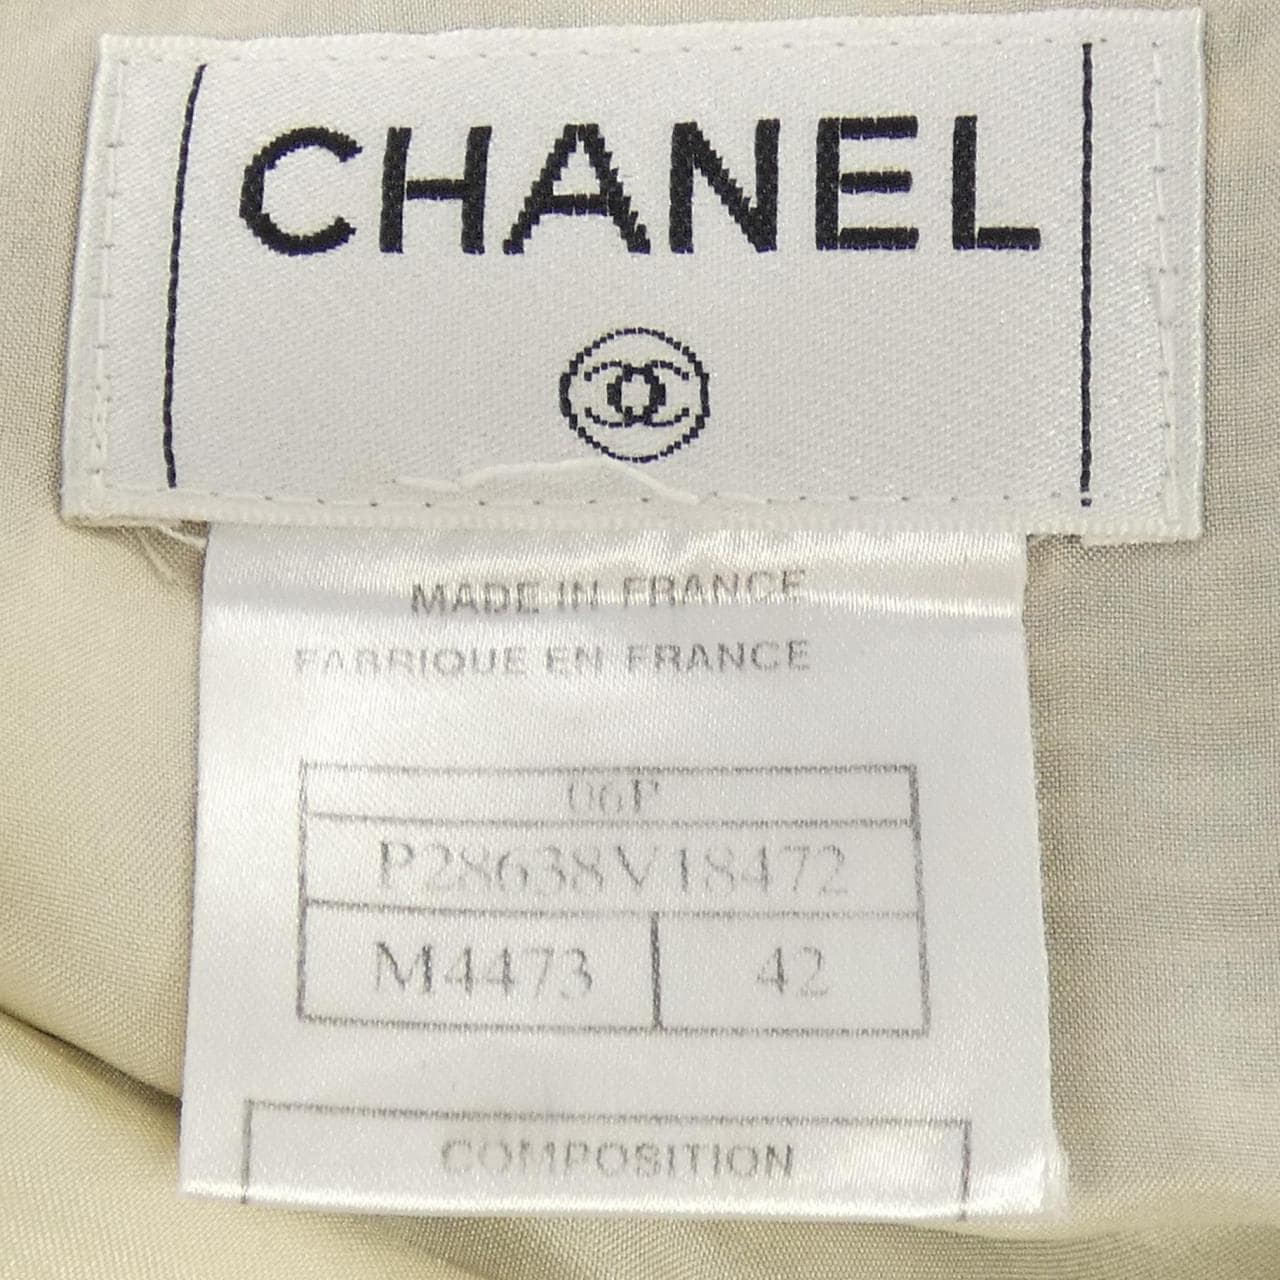 CHANEL
MADE IN FRANCE
FABRIQUE EN FRANCE
06P
P28638V18472
M4473 42
COMPOSITION